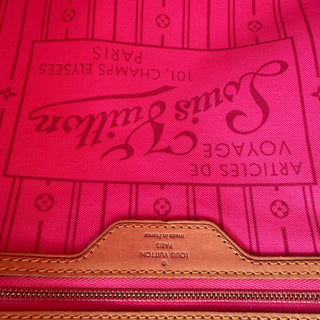 ARTICLES DE
VOYAGE
Louis Vuitton
101, CHAMPS ELYSEES
PARIS
LOUIS VUITTON
PARIS
made in France